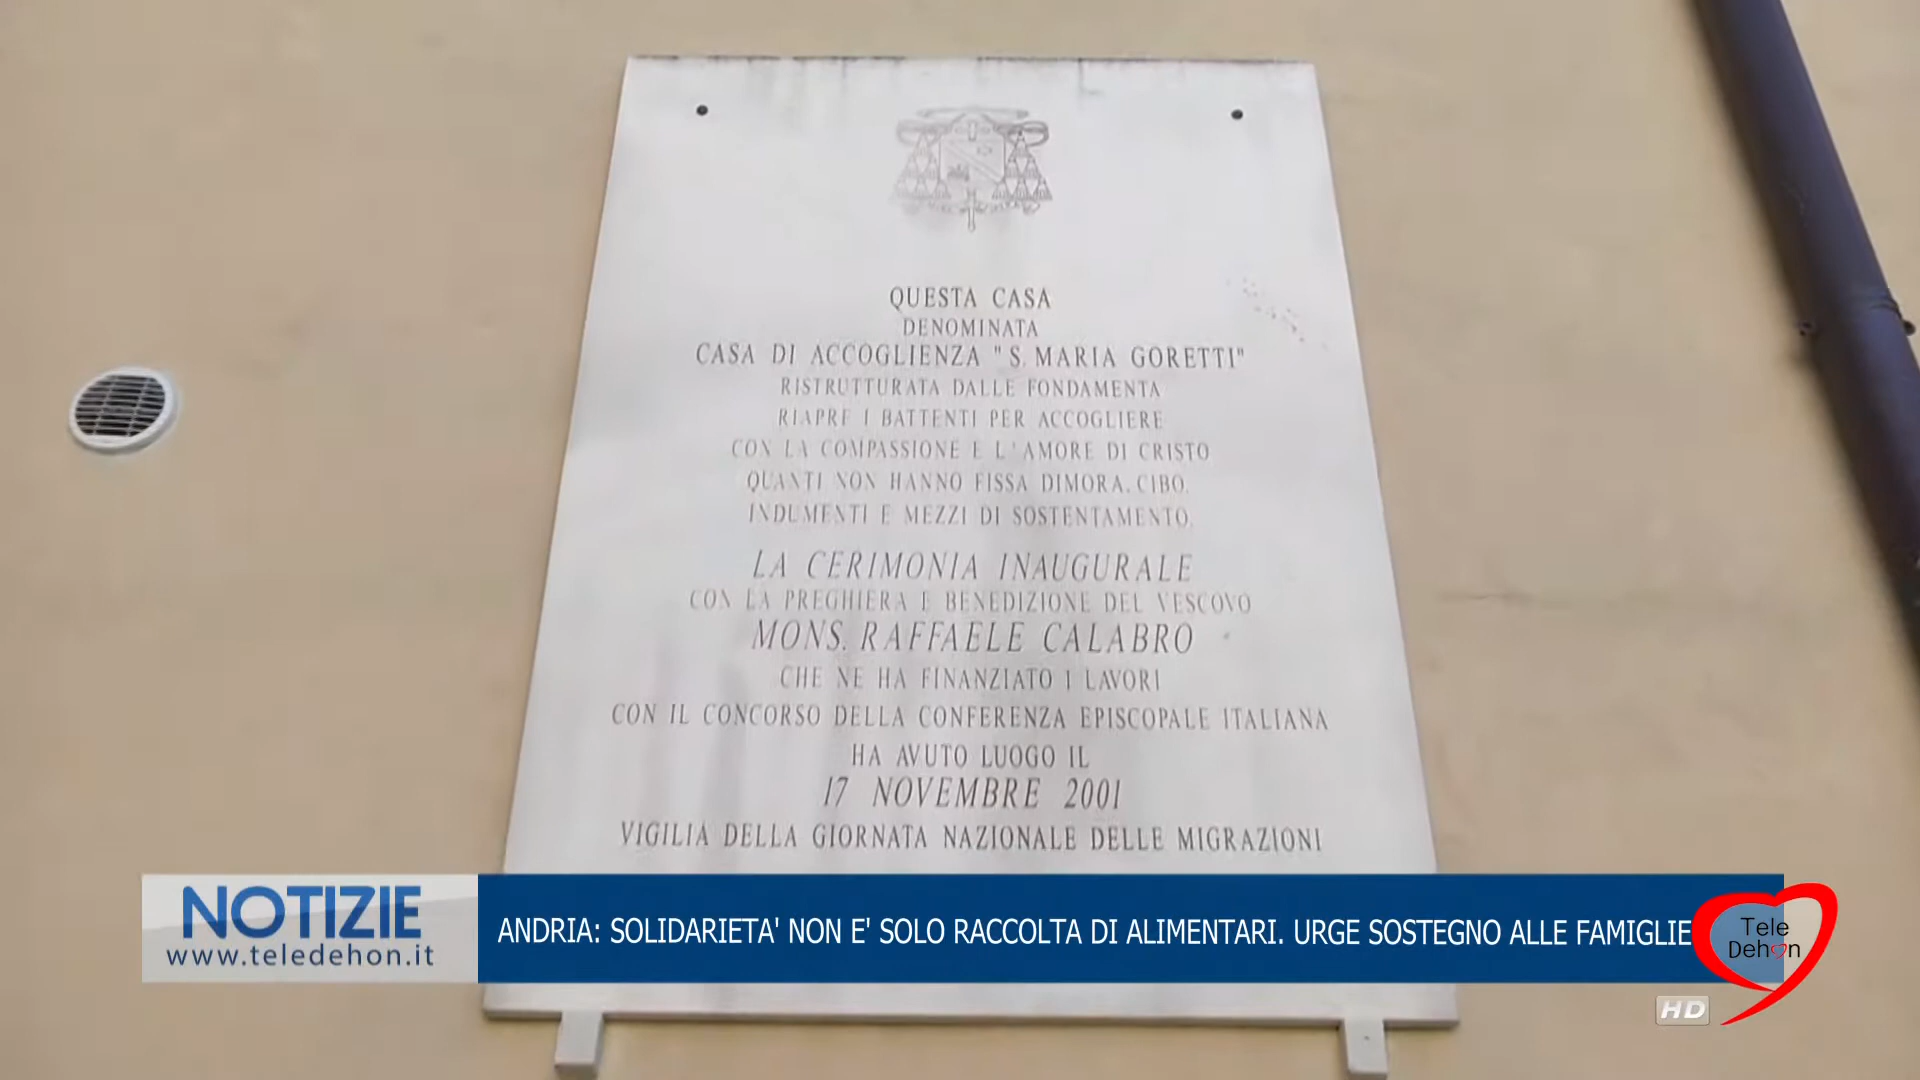 QUESTA CASA
DENOMINATA
CASA DI ACCOGLIENZA "S. MARIA GORETTI"
RISTRUTTURATA DALLE FONDAMENTA
RIAPRE I BATTENTI PER ACCOGLIERE
CON LA COMPASSIONE E L'AMORE DI CRISTO
QUANTI NON HANNO FISSA DIMORA, CIBO,
INDUMENTI E MEZZI DI SOSTENTAMENTO.
LA CERIMONIA INAUGURALE
CON LA PREGHIERA E BENEDIZIONE DEL VESCOVO
MONS. RAFFAELE CALABRO
CHE NE HA FINANZIATO I LAVORI
CON IL CONCORSO DELLA CONFERENZA EPISCOPALE ITALIANA
HA AVUTO LUOGO IL
17 NOVEMBRE 2001
VIGILIA DELLA GIORNATA NAZIONALE DELLE MIGRAZIONI
NOTIZIE
www.teledehon.it
ANDRIA: SOLIDARIETA' NON E' SOLO RACCOLTA DI ALIMENTARI. URGE SOSTEGNO ALLE FAMIGLIE
Tele
Dehon
HD